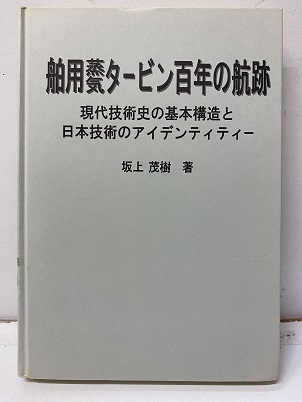 舶用蒸気タービン百年の航跡
現代技術史の基本構造と
日本技術のアイデンティティー
坂上 茂樹 著